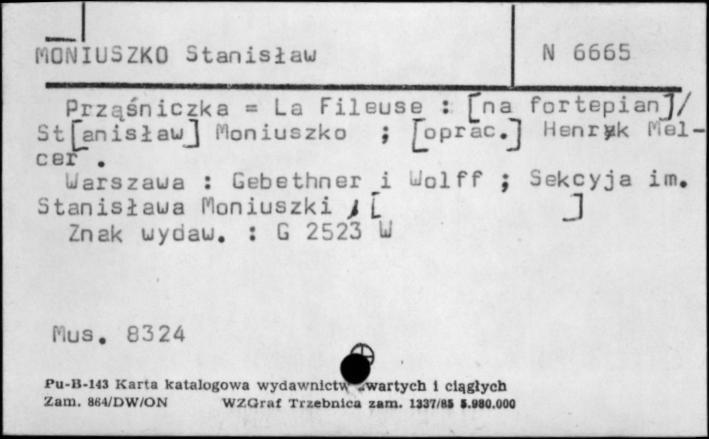 MONIUSZKO Stanisław N 6665
Prząśniczka = La Fileuse : [na fortepian]/
St[anisław] Moniuszko ; [oprac.] Henryk Mel-
cer .
Warszawa : Gebethner i Wolff ; Sekcyja im.
Stanisława Moniuszki , [ ]
Znak wydaw. : G 2523 W
Mus. 8324
Pu-B-143 Karta katalogowa wydawnictw zwartych i ciągłych
Zam. 864/DW/ON WZGraf Trzebnica zam. 1337/85 5.980.000